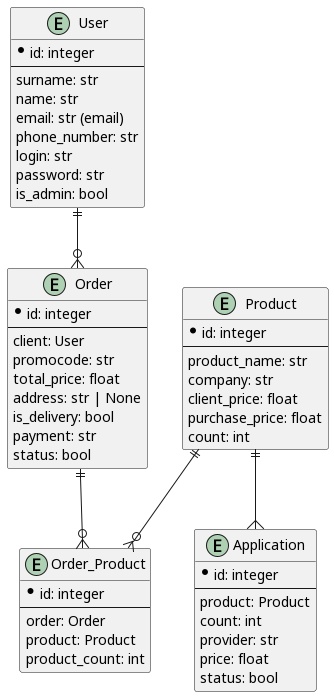 E User
id: integer
surname: str
name: str
email: str (email)
phone_number: str
login: str
password: str
is_admin: bool
E Order
id: integer
client: User
promocode: str
total_price: float
address: str | None
is_delivery: bool
payment: str
status: bool
E Product
id: integer
product_name: str
company: str
client_price: float
purchase_price: float
count: int
E Order_Product
id: integer
order: Order
product: Product
product_count: int
E Application
id: integer
product: Product
count: int
provider: str
price: float
status: bool